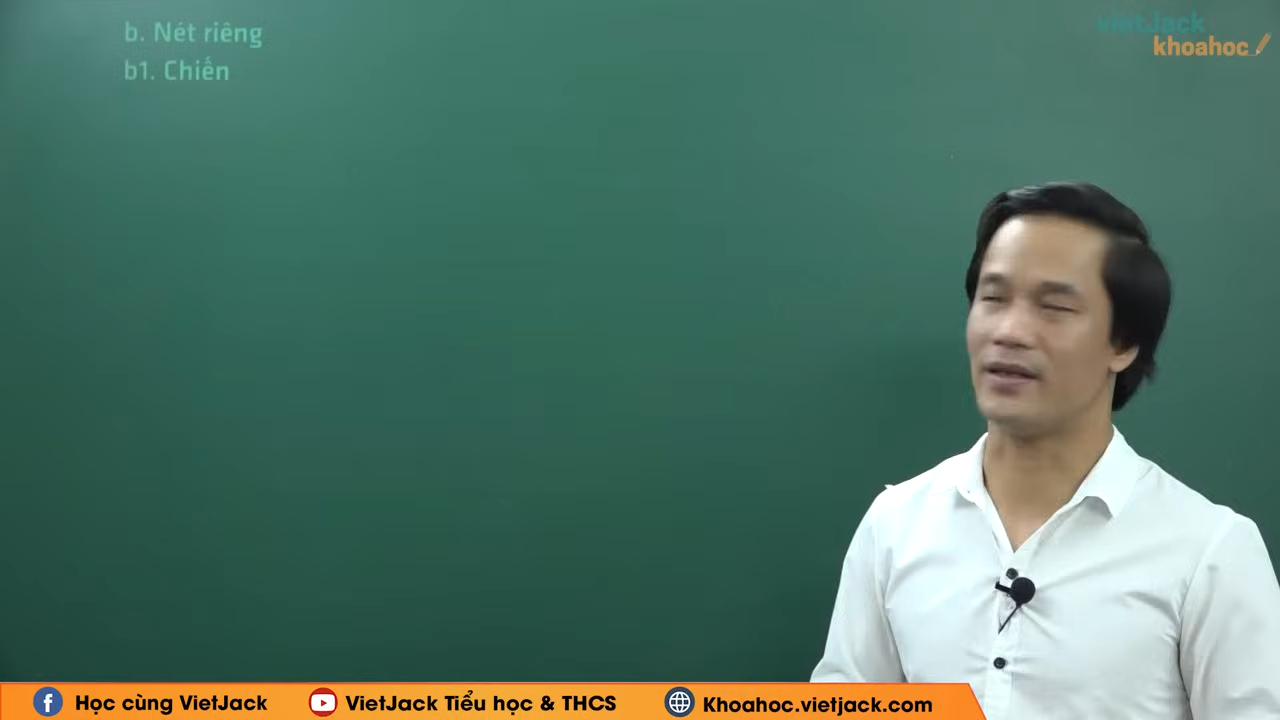 b. Nét riêng
b1. Chiến
vietJack
khoahoc
Học cùng VietJack
VietJack Tiểu học & THCS
Khoahoc.vietjack.com